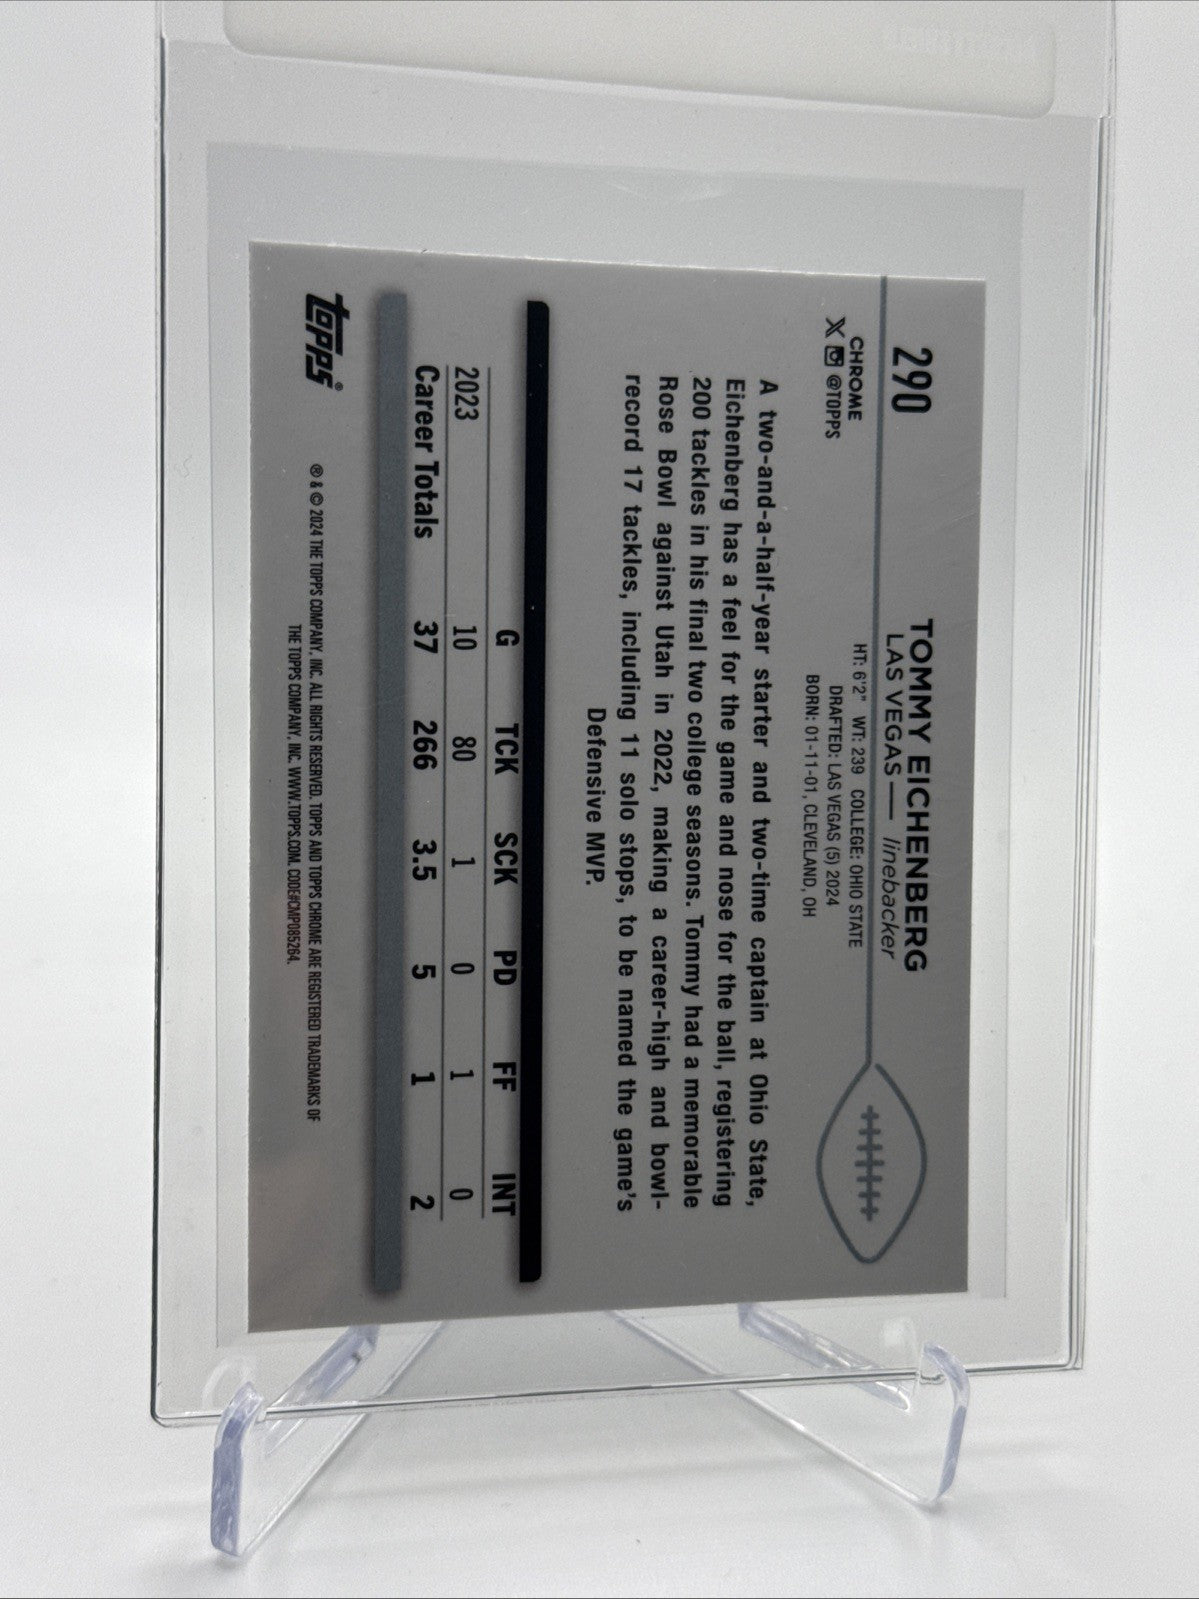 290
TOMMY EICHENBERG
LAS VEGAS — linebacker
CHROME
X @TOPPS
HT: 6'2" WT: 239 COLLEGE: OHIO STATE
DRAFTED: LAS VEGAS (5) 2024
BORN: 01-11-01, CLEVELAND, OH
A two-and-a-half-year starter and two-time captain at Ohio State,
Eichenberg has a feel for the game and nose for the ball, registering
200 tackles in his final two college seasons. Tommy had a memorable
Rose Bowl against Utah in 2022, making a career-high and bowl-
record 17 tackles, including 11 solo stops, to be named the game's
Defensive MVP.
G TCK SCK PD FF INT
2023 10 80 1 0 1 0
Career Totals 37 266 3.5 5 1 2
topps®
® & © 2024 THE TOPPS COMPANY, INC. ALL RIGHTS RESERVED. TOPPS AND TOPPS CHROME ARE REGISTERED TRADEMARKS OF
THE TOPPS COMPANY, INC. WWW.TOPPS.COM. CODE#CMP085264.